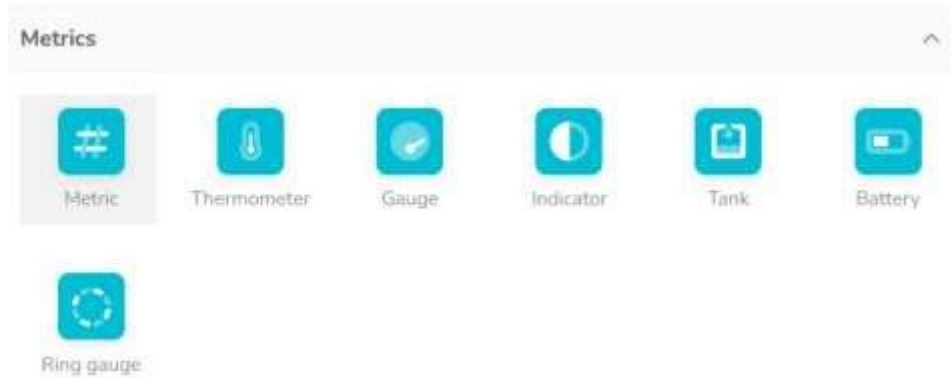 Metrics
Metric Thermometer Gauge Indicator Tank Battery
Ring gauge